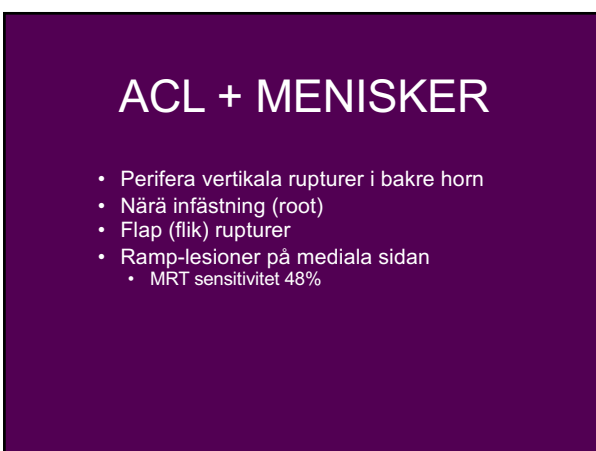 ACL + MENISKER
• Perifera vertikala rupturer i bakre horn
• Närä infästning (root)
• Flap (flik) rupturer
• Ramp-lesioner på mediala sidan
• MRT sensitivitet 48%